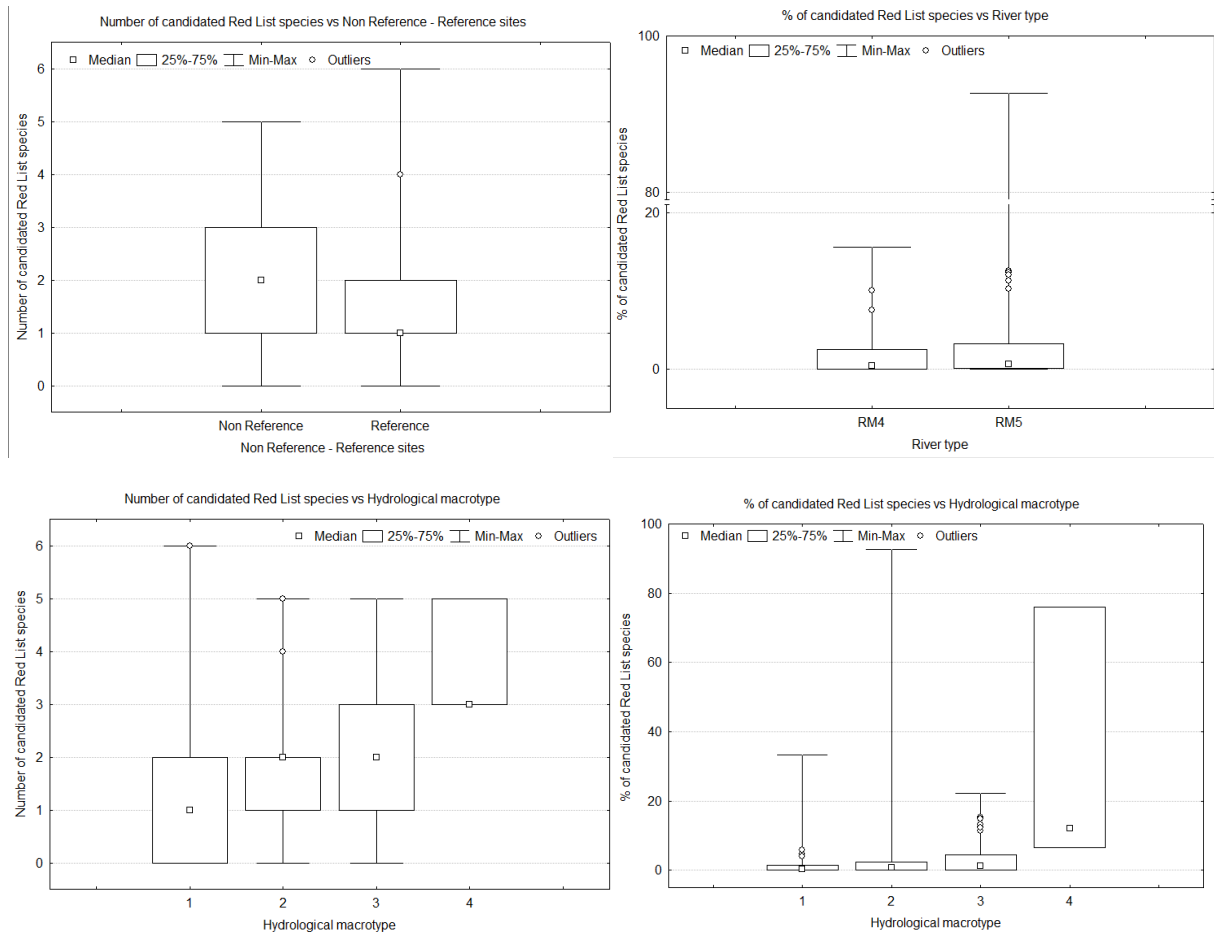 Number of candidated Red List species vs Non Reference - Reference sites
Median 25%-75% Min-Max Outliers
Number of candidated Red List species
6
5
4
3
2
1
0
Non Reference Reference
Non Reference - Reference sites
% of candidated Red List species vs River type
Median 25%-75% Min-Max Outliers
% of candidated Red List species
100
80
20
0
RM4 RM5
River type
Number of candidated Red List species vs Hydrological macrotype
Median 25%-75% Min-Max Outliers
Number of candidated Red List species
6
5
4
3
2
1
0
1 2 3 4
Hydrological macrotype
% of candidated Red List species vs Hydrological macrotype
Median 25%-75% Min-Max Outliers
% of candidated Red List species
100
80
60
40
20
0
1 2 3 4
Hydrological macrotype